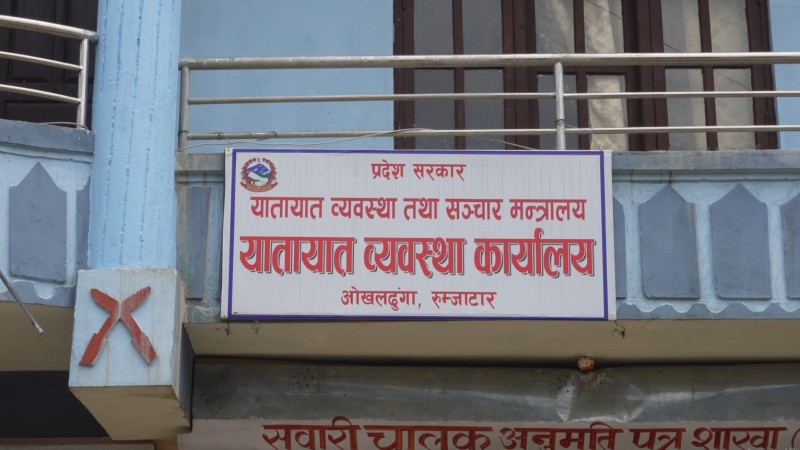 प्रदेश सरकार
यातायात व्यवस्था तथा सञ्चार मन्त्रालय
यातायात व्यवस्था कार्यालय
ओखलढुंगा, रुम्जाटार
सवारी चालक अनुमति पत्र शाखा (